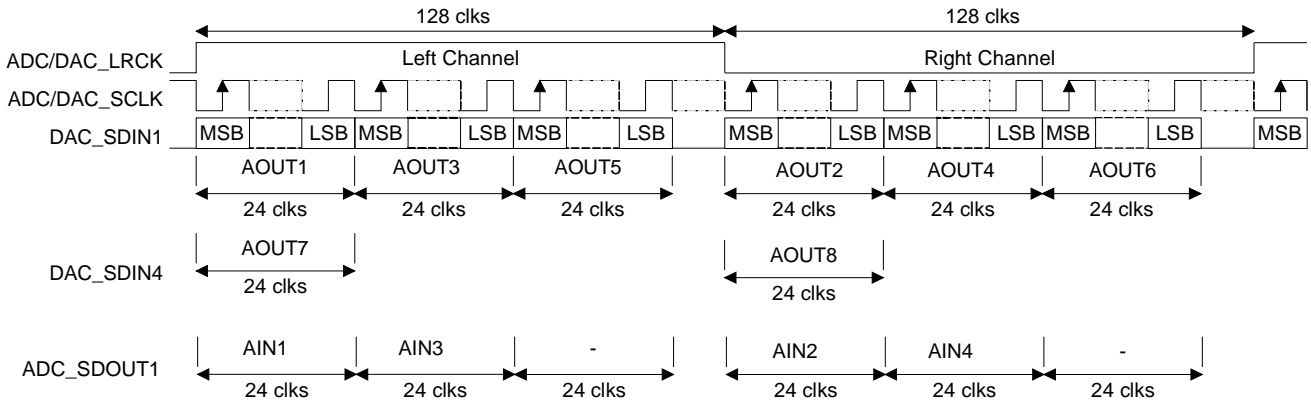 128 clks 128 clks
ADC/DAC_LRCK Left Channel Right Channel
ADC/DAC_SCLK
DAC_SDIN1 MSB LSB MSB LSB MSB LSB MSB LSB MSB LSB MSB LSB MSB
AOUT1 AOUT3 AOUT5 AOUT2 AOUT4 AOUT6
24 clks 24 clks 24 clks 24 clks 24 clks 24 clks
AOUT7 AOUT8
DAC_SDIN4
24 clks 24 clks
AIN1 AIN3 - AIN2 AIN4 -
ADC_SDOUT1
24 clks 24 clks 24 clks 24 clks 24 clks 24 clks